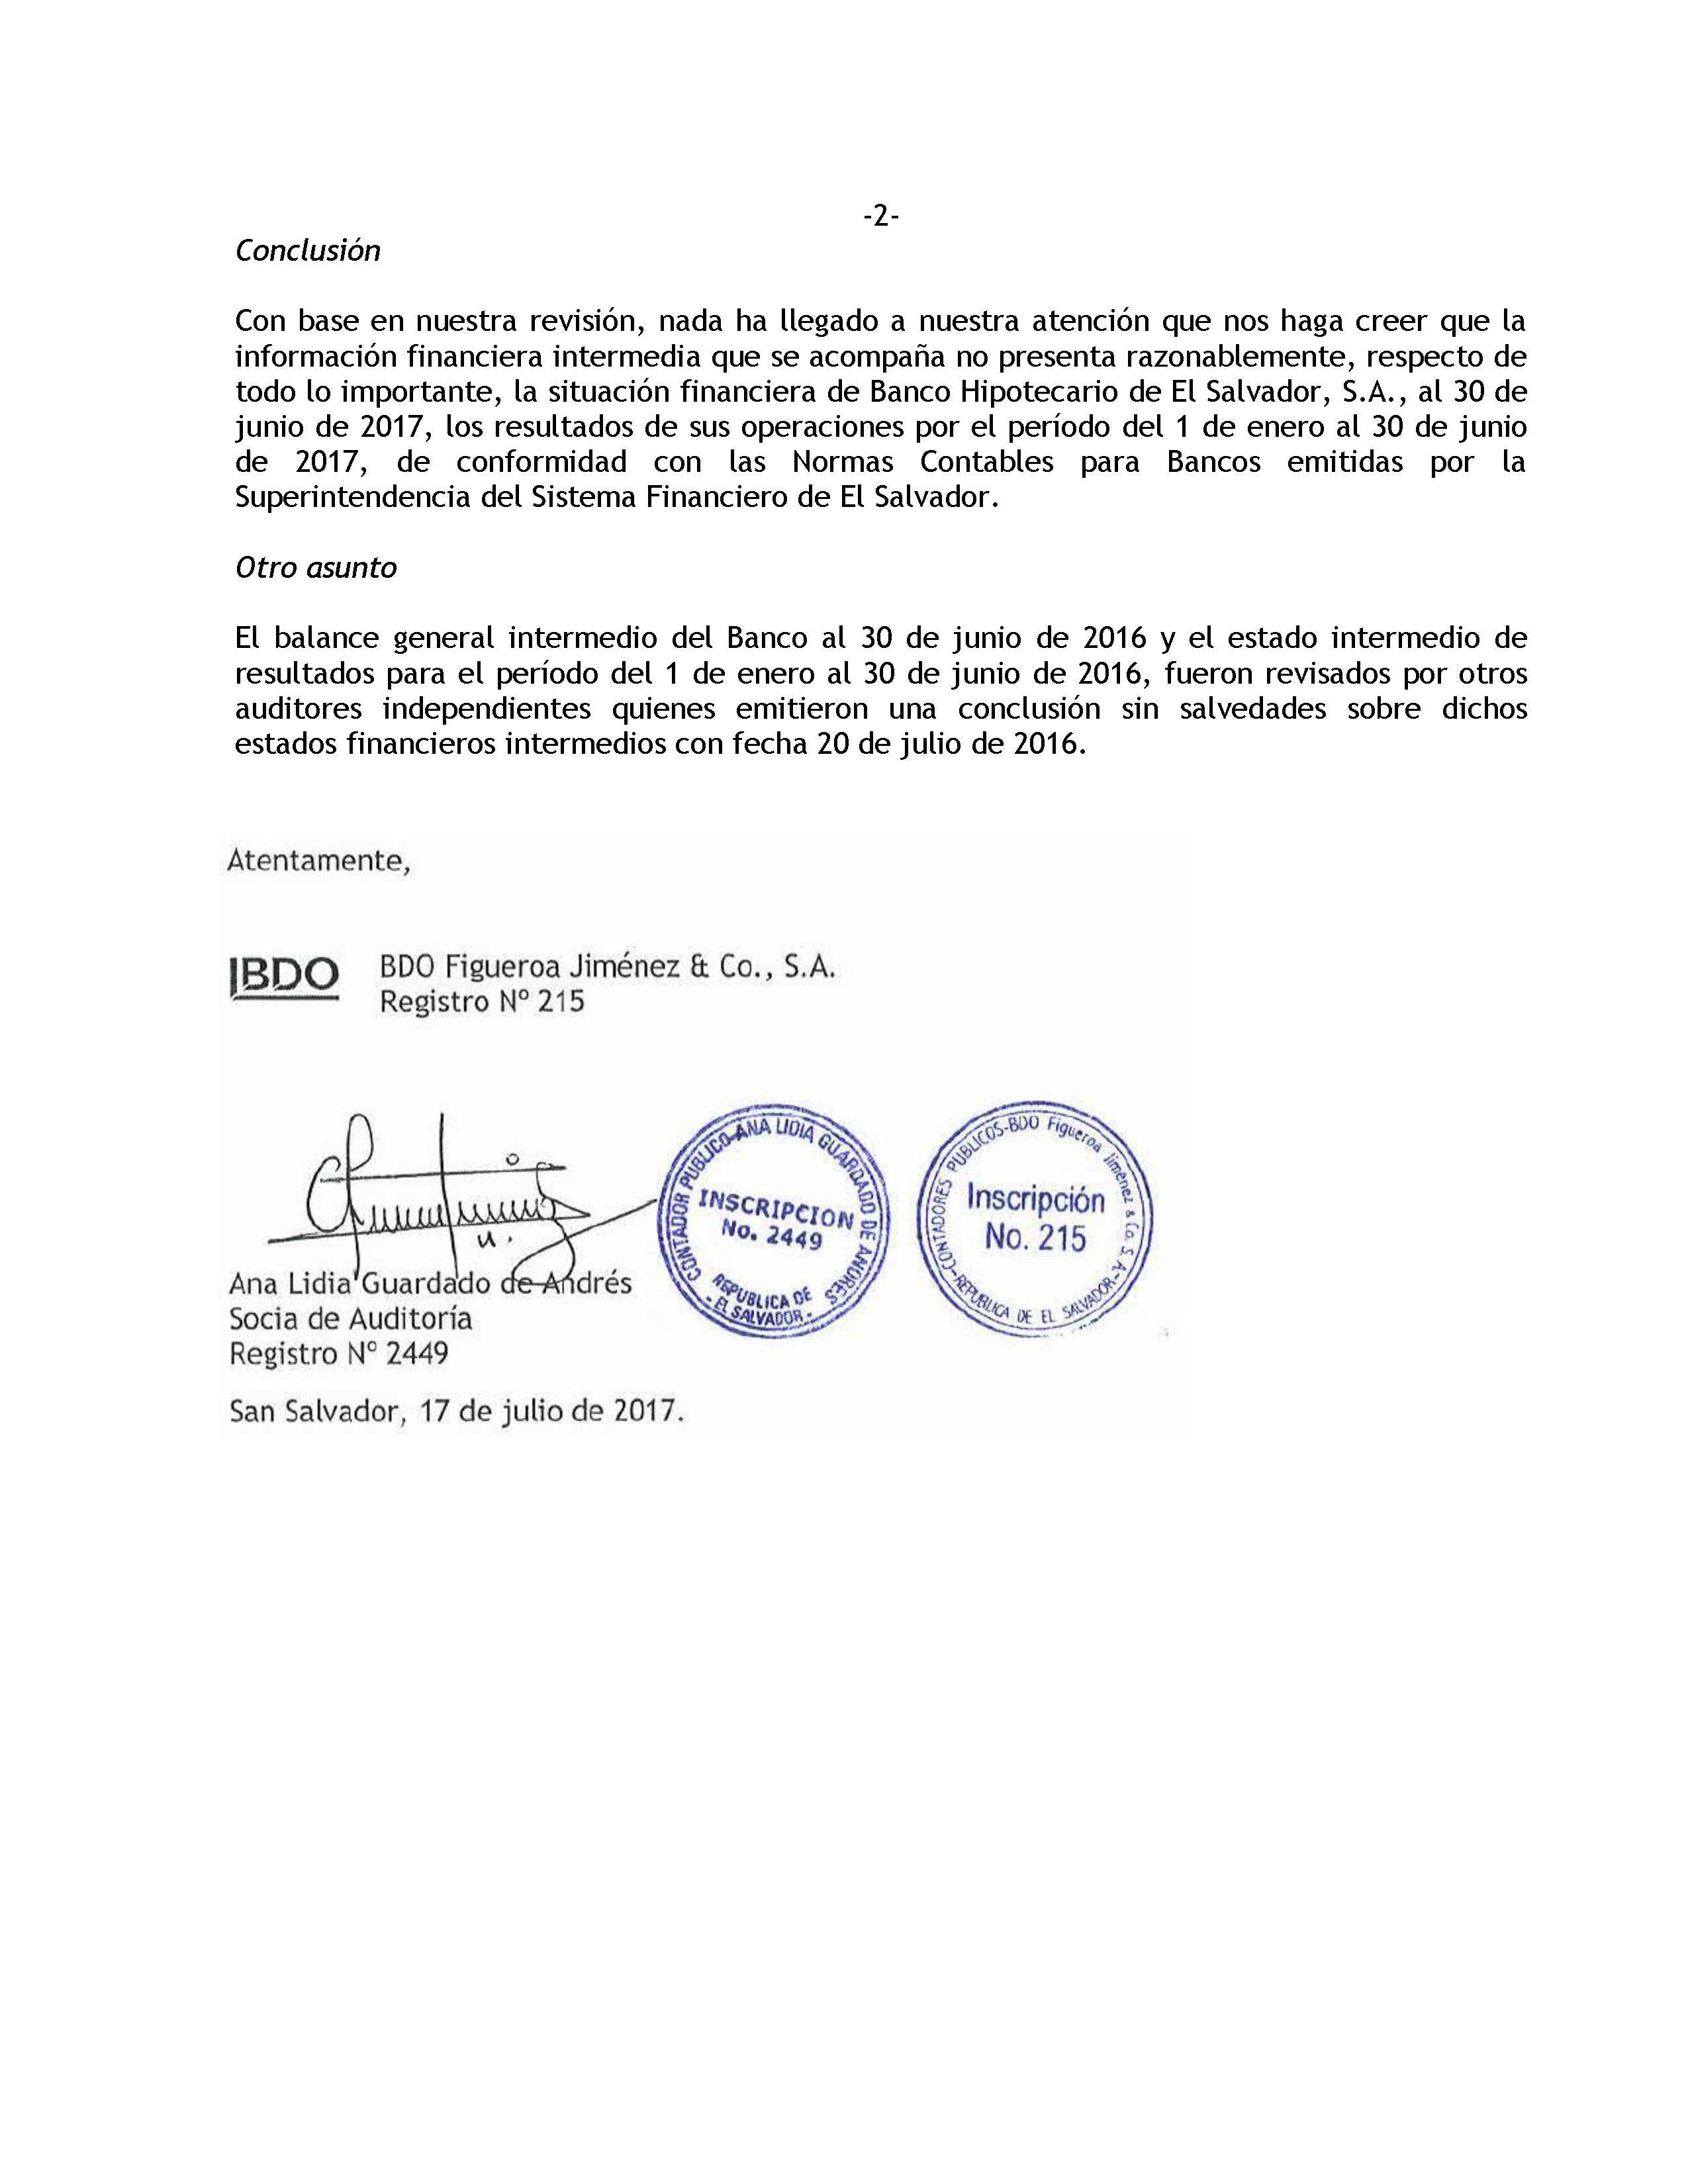 -2-
Conclusión
Con base en nuestra revisión, nada ha llegado a nuestra atención que nos haga creer que la
información financiera intermedia que se acompaña no presenta razonablemente, respecto de
todo lo importante, la situación financiera de Banco Hipotecario de El Salvador, S.A., al 30 de
junio de 2017, los resultados de sus operaciones por el período del 1 de enero al 30 de junio
de 2017, de conformidad con las Normas Contables para Bancos emitidas por la
Superintendencia del Sistema Financiero de El Salvador.
Otro asunto
El balance general intermedio del Banco al 30 de junio de 2016 y el estado intermedio de
resultados para el período del 1 de enero al 30 de junio de 2016, fueron revisados por otros
auditores independientes quienes emitieron una conclusión sin salvedades sobre dichos
estados financieros intermedios con fecha 20 de julio de 2016.
Atentamente,
BDO
BDO Figueroa Jiménez & Co., S.A.
Registro Nº 215
CONTADOR PUBLICO-ANA LIDIA GUARDADO DE ANDRES
INSCRIPCION
No. 2449
REPUBLICA DE
- EL SALVADOR -
CONTADORES PUBLICOS-BDO Figueroa Jiménez & Co. S. A.
Inscripción
No. 215
-REPUBLICA DE EL SALVADOR-
Ana Lidia Guardado de Andrés
Socia de Auditoría
Registro Nº 2449
San Salvador, 17 de julio de 2017.